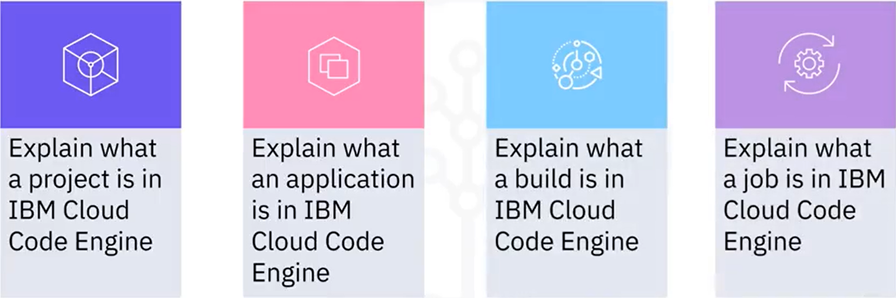 Explain what
a project is in
IBM Cloud
Code Engine
Explain what
an application
is in IBM
Cloud Code
Engine
Explain what
a build is in
IBM Cloud
Code Engine
Explain what
a job is in IBM
Cloud Code
Engine